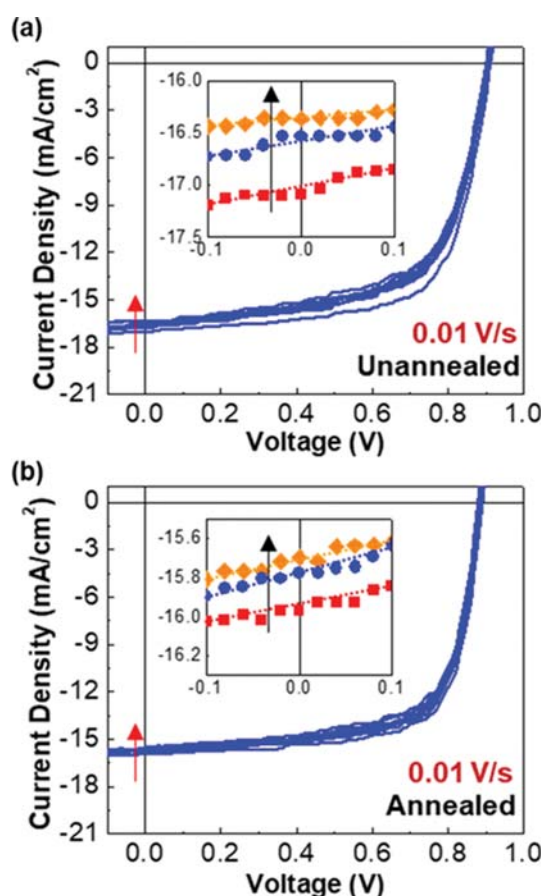 (a)
0
-3
-6
-9
-12
-15
-18
-21
Current Density (mA/cm²)
-16.0
-16.5
-17.0
-17.5
-0.1 0.0 0.1
0.01 V/s
Unannealed
0.0 0.2 0.4 0.6 0.8 1.0
Voltage (V)
(b)
0
-3
-6
-9
-12
-15
-18
-21
Current Density (mA/cm²)
-15.6
-15.8
-16.0
-16.2
-0.1 0.0 0.1
0.01 V/s
Annealed
0.0 0.2 0.4 0.6 0.8 1.0
Voltage (V)